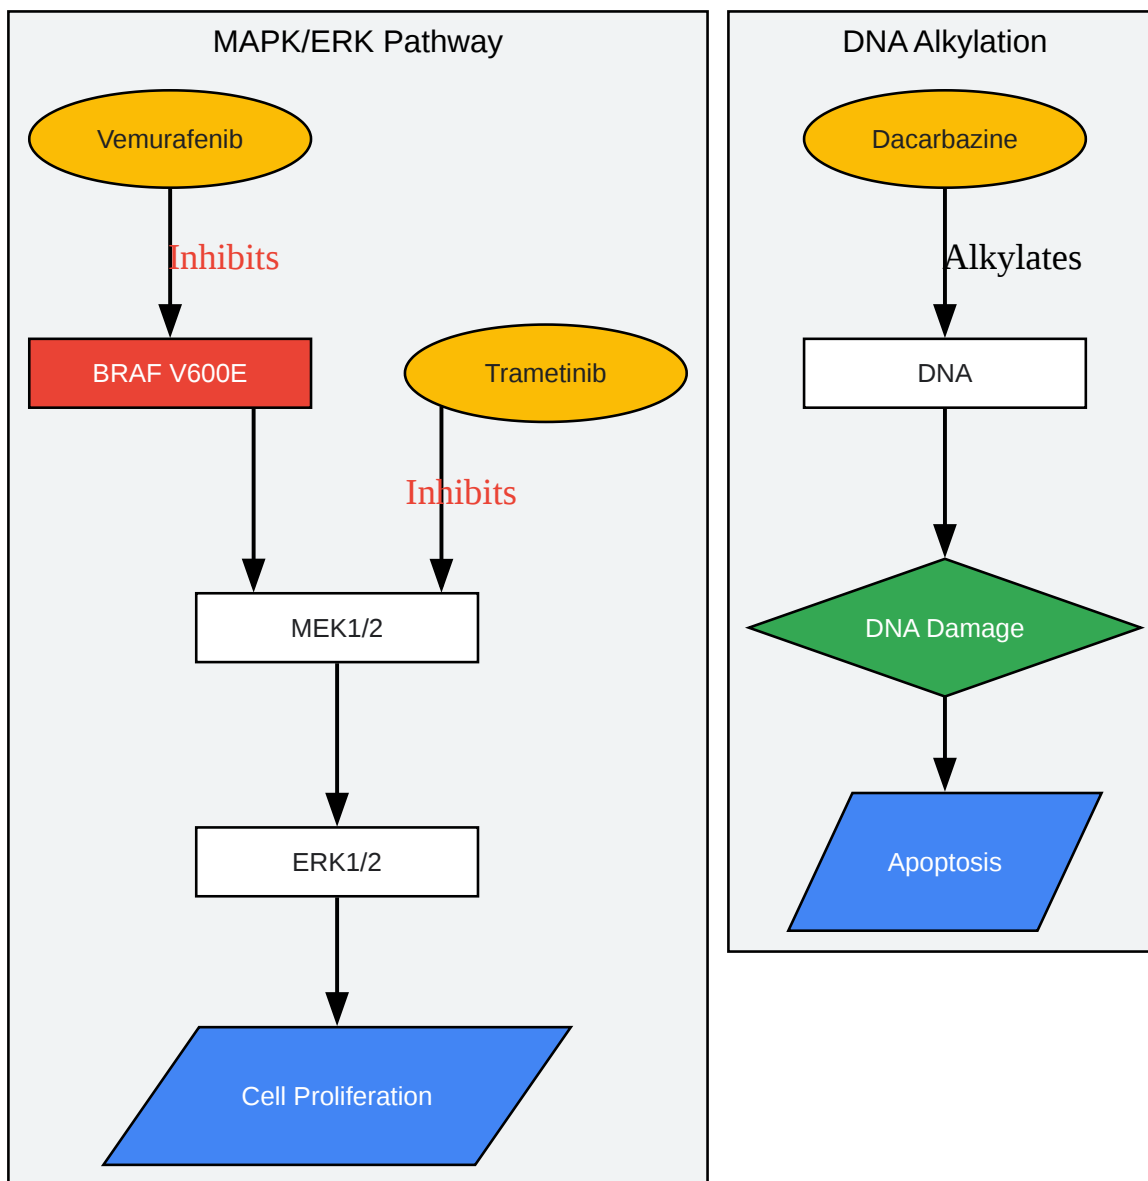 MAPK/ERK Pathway
Vemurafenib
Inhibits
BRAF V600E
Trametinib
Inhibits
MEK1/2
ERK1/2
Cell Proliferation
DNA Alkylation
Dacarbazine
Alkylates
DNA
DNA Damage
Apoptosis